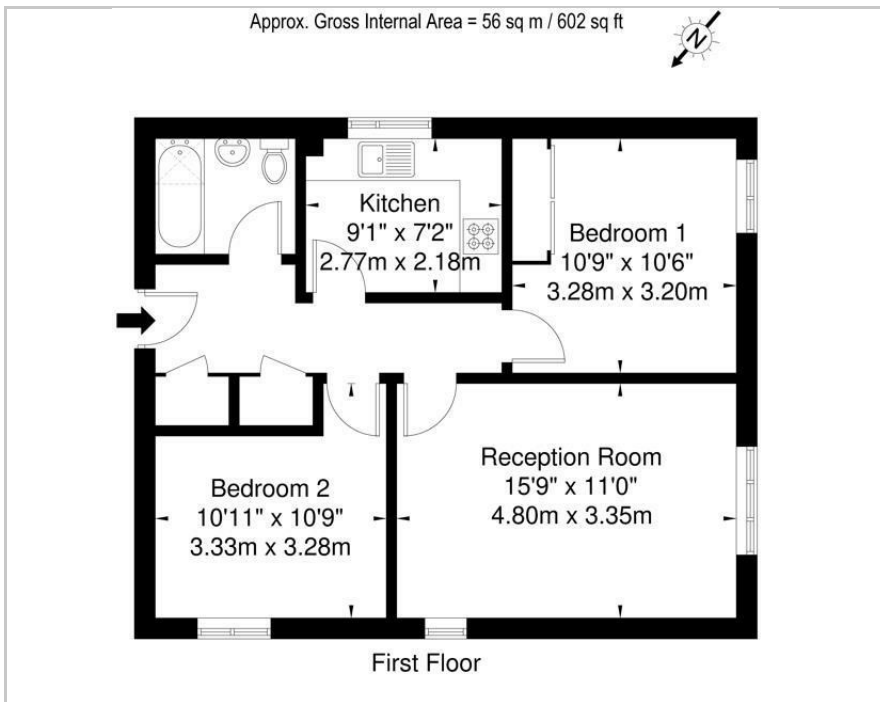 Approx. Gross Internal Area = 56 sq m / 602 sq ft
N
Kitchen
9'1" x 7'2"
2.77m x 2.18m
Bedroom 1
10'9" x 10'6"
3.28m x 3.20m
Reception Room
15'9" x 11'0"
4.80m x 3.35m
Bedroom 2
10'11" x 10'9"
3.33m x 3.28m
First Floor